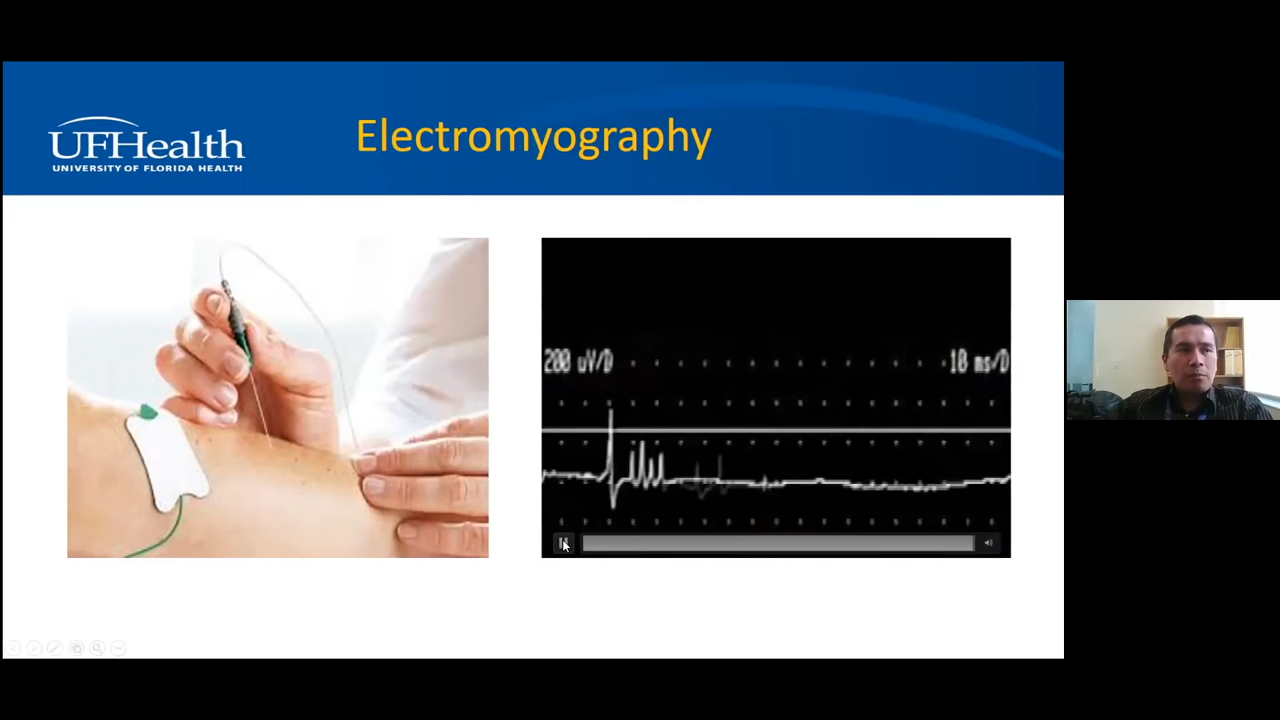 Electromyography
UFHealth
UNIVERSITY OF FLORIDA HEALTH
200 uV/D
10 ms/D